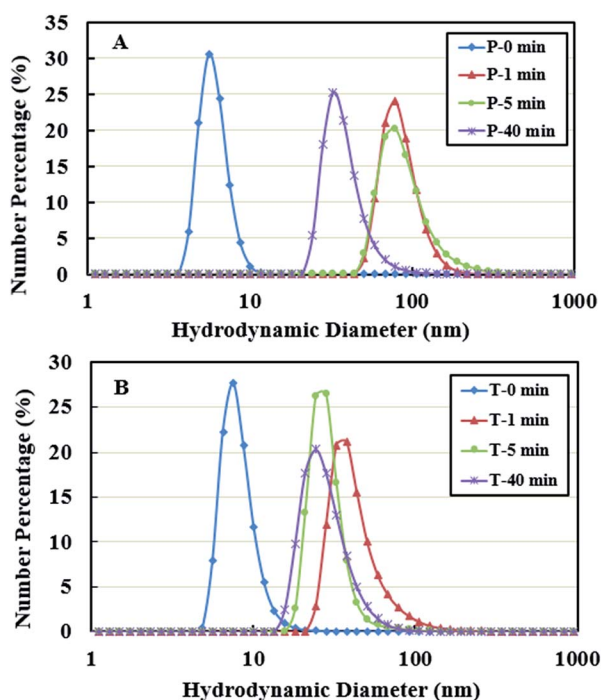 A
P-0 min
P-1 min
P-5 min
P-40 min
35
30
25
20
15
10
5
0
Number Percentage (%)
1 10 100 1000
Hydrodynamic Diameter (nm)
B
T-0 min
T-1 min
T-5 min
T-40 min
30
25
20
15
10
5
0
Number Percentage (%)
1 10 100 1000
Hydrodynamic Diameter (nm)